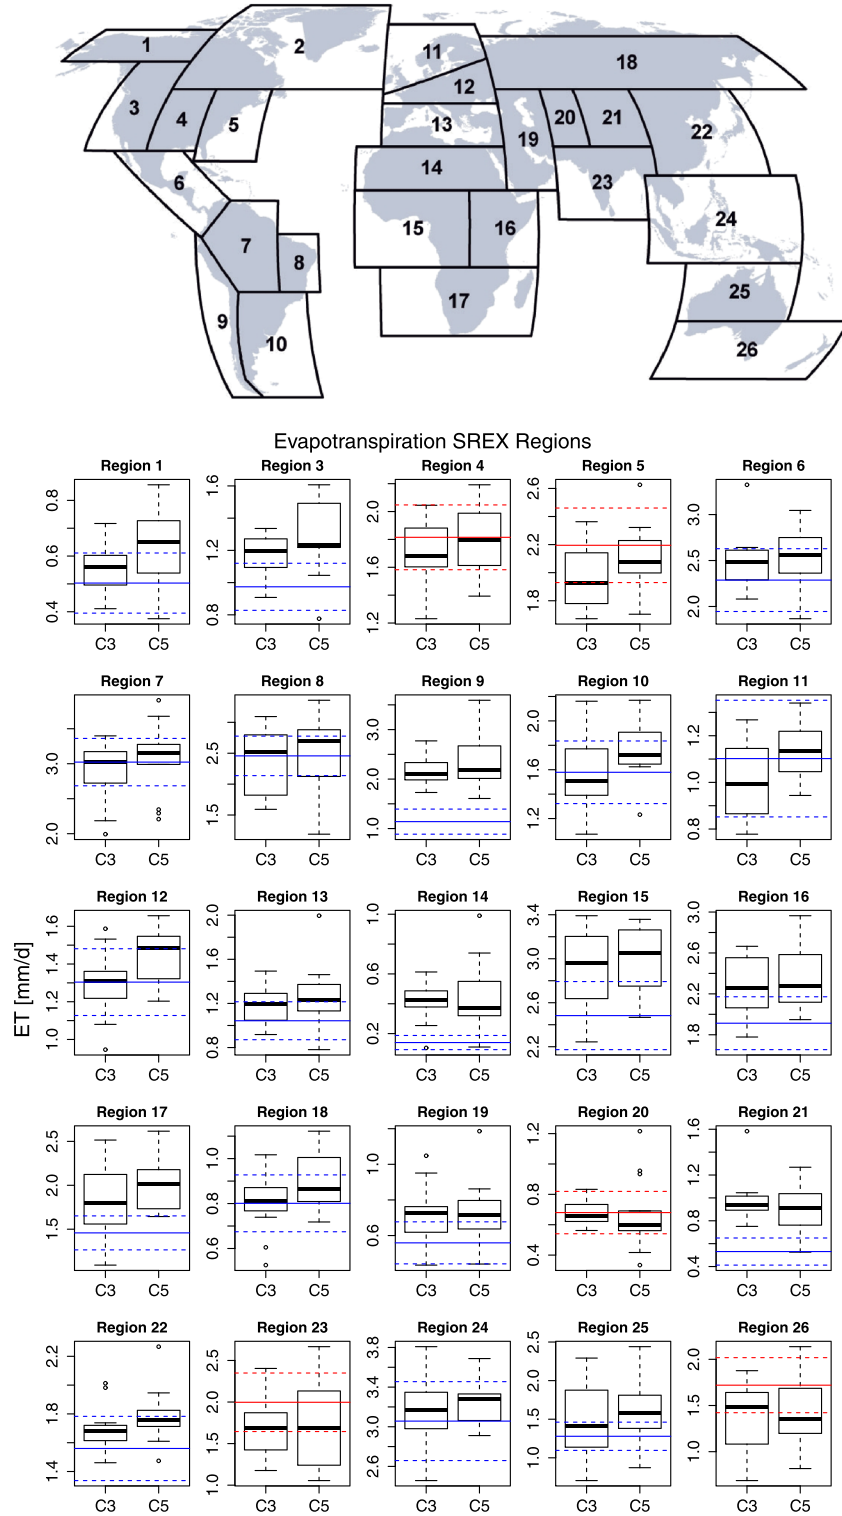 1
2
11
18
12
3
4
5
13
19
20
21
22
14
6
23
15
16
24
7
8
17
25
9
10
26
Evapotranspiration SREX Regions
Region 1 Region 3 Region 4 Region 5 Region 6
0.4 0.6 0.8
0.8 1.2 1.6
1.2 1.6 2.0
1.8 2.2 2.6
2.0 2.5 3.0
C3 C5 C3 C5 C3 C5 C3 C5 C3 C5
Region 7 Region 8 Region 9 Region 10 Region 11
2.0 3.0
1.5 2.5
1.0 2.0 3.0
1.2 1.6 2.0
0.8 1.0 1.2
C3 C5 C3 C5 C3 C5 C3 C5 C3 C5
Region 12 Region 13 Region 14 Region 15 Region 16
1.0 1.2 1.4 1.6
0.8 1.2 1.6 2.0
0.2 0.6 1.0
2.2 2.6 3.0 3.4
1.8 2.2 2.6 3.0
C3 C5 C3 C5 C3 C5 C3 C5 C3 C5
ET [mm/d]
Region 17 Region 18 Region 19 Region 20 Region 21
1.5 2.0 2.5
0.6 0.8 1.0
0.6 1.0
0.4 0.8 1.2
0.4 0.8 1.2 1.6
C3 C5 C3 C5 C3 C5 C3 C5 C3 C5
Region 22 Region 23 Region 24 Region 25 Region 26
1.4 1.8 2.2
1.0 1.5 2.0 2.5
2.6 3.0 3.4 3.8
1.0 1.5 2.0 2.5
1.0 1.5 2.0
C3 C5 C3 C5 C3 C5 C3 C5 C3 C5